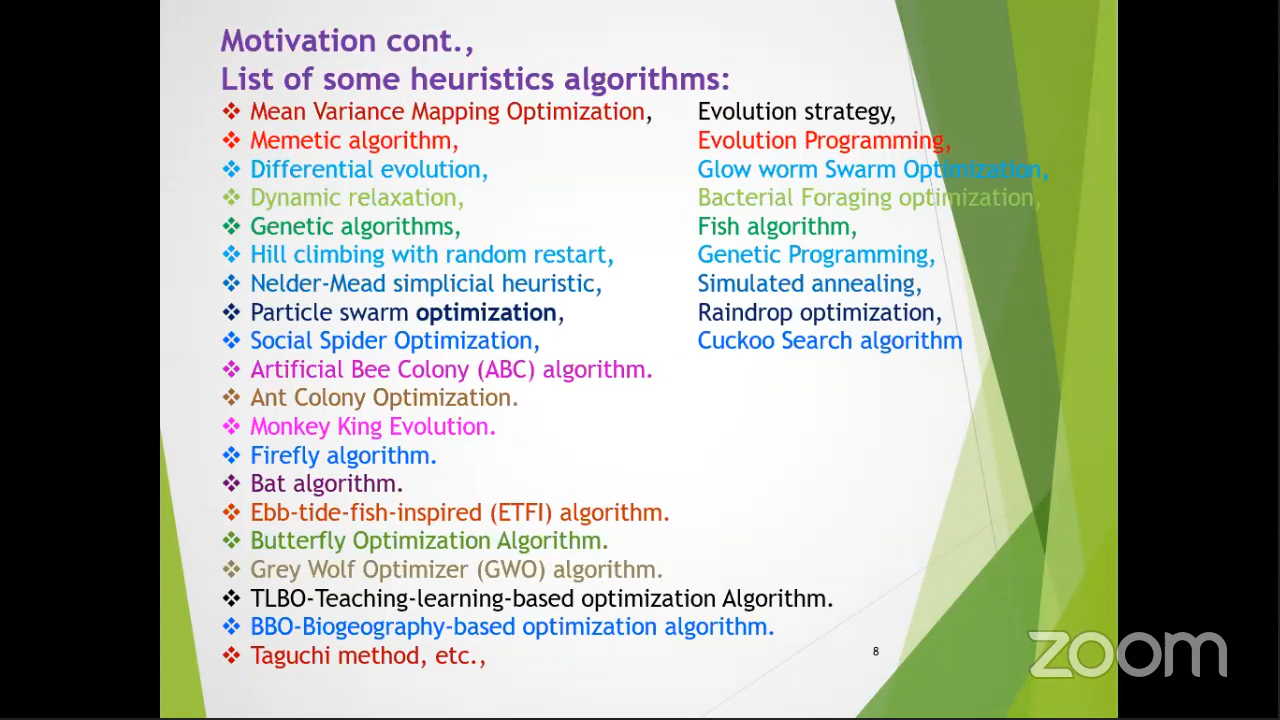 Motivation cont.,
List of some heuristics algorithms:
❖ Mean Variance Mapping Optimization, Evolution strategy,
❖ Memetic algorithm, Evolution Programming,
❖ Differential evolution, Glow worm Swarm Optimization,
❖ Dynamic relaxation, Bacterial Foraging optimization,
❖ Genetic algorithms, Fish algorithm,
❖ Hill climbing with random restart, Genetic Programming,
❖ Nelder-Mead simplicial heuristic, Simulated annealing,
❖ Particle swarm optimization, Raindrop optimization,
❖ Social Spider Optimization, Cuckoo Search algorithm
❖ Artificial Bee Colony (ABC) algorithm.
❖ Ant Colony Optimization.
❖ Monkey King Evolution.
❖ Firefly algorithm.
❖ Bat algorithm.
❖ Ebb-tide-fish-inspired (ETFI) algorithm.
❖ Butterfly Optimization Algorithm.
❖ Grey Wolf Optimizer (GWO) algorithm.
❖ TLBO-Teaching-learning-based optimization Algorithm.
❖ BBO-Biogeography-based optimization algorithm.
❖ Taguchi method, etc.,
8
zoom